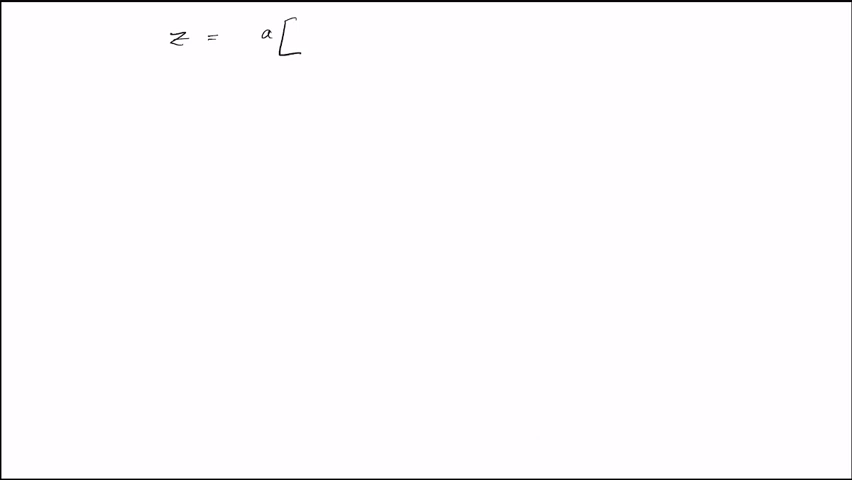 z = a[